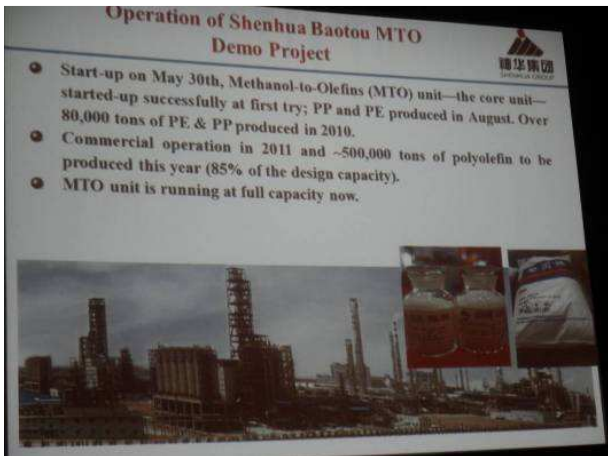 Operation of Shenhua Baotou MTO
Demo Project
神华集团
SHENHUA GROUP
Start-up on May 30th, Methanol-to-Olefins (MTO) unit—the core unit—
started-up successfully at first try; PP and PE produced in August. Over
80,000 tons of PE & PP produced in 2010.
Commercial operation in 2011 and ~500,000 tons of polyolefin to be
produced this year (85% of the design capacity).
MTO unit is running at full capacity now.